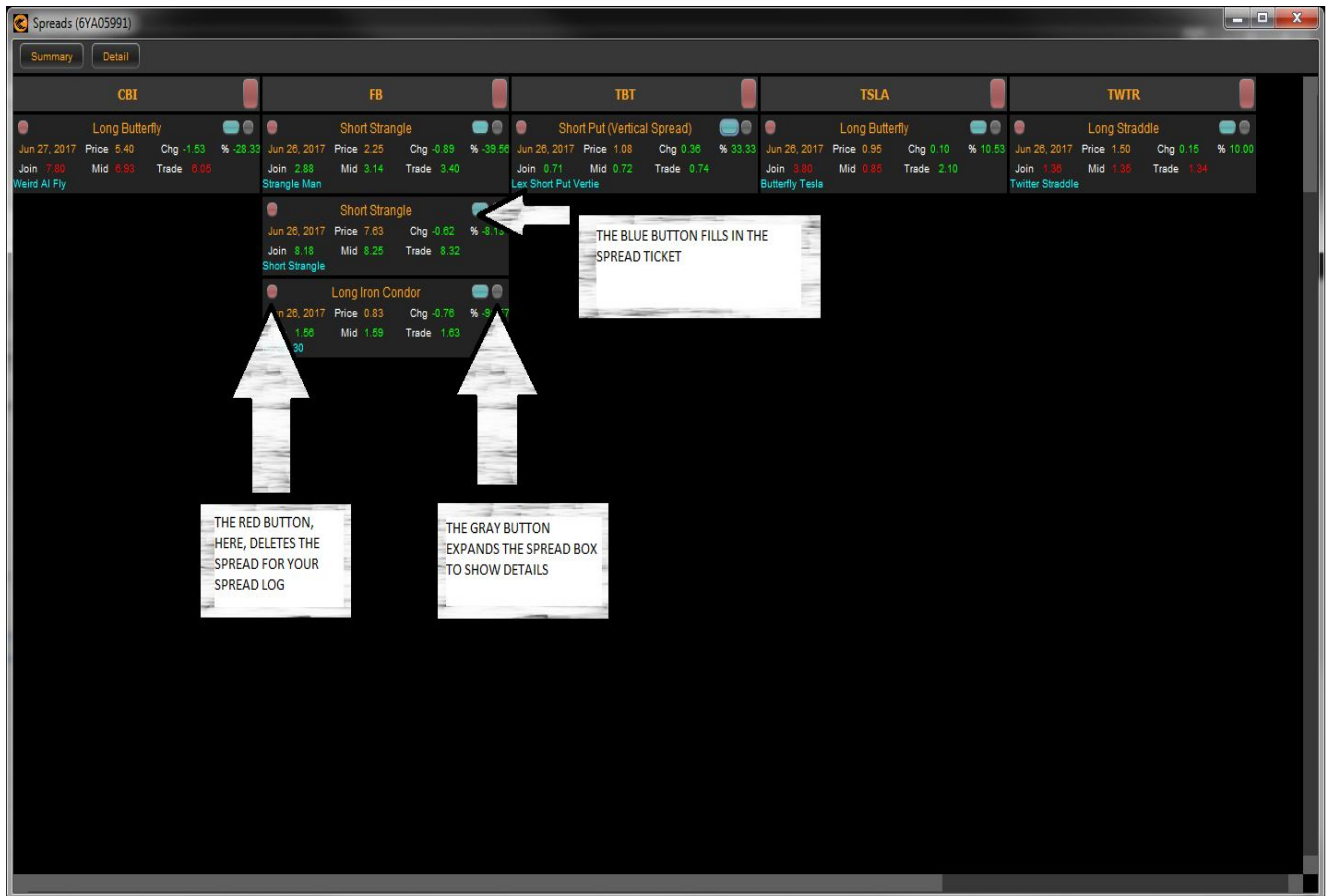 Spreads (6YA05991)
Summary Detail
CBI FB TBT TSLA TWTR
Long Butterfly
Jun 27, 2017 Price 5.40 Chg -1.53 % -28.33
Join 7.80 Mid 6.93 Trade 6.05
Weird Al Fly
Short Strangle
Jun 26, 2017 Price 2.25 Chg -0.89 % -39.56
Join 2.88 Mid 3.14 Trade 3.40
Strangle Man
Short Put (Vertical Spread)
Jun 26, 2017 Price 1.08 Chg 0.36 % 33.33
Join 0.71 Mid 0.72 Trade 0.74
Lex Short Put Vertie
Long Butterfly
Jun 26, 2017 Price 0.95 Chg 0.10 % 10.53
Join 3.80 Mid 0.85 Trade 2.10
Butterfly Tesla
Long Straddle
Jun 26, 2017 Price 1.50 Chg 0.15 % 10.00
Join 1.36 Mid 1.35 Trade 1.34
Twitter Straddle
Short Strangle
Jun 26, 2017 Price 7.63 Chg -0.62 % -8.13
Join 8.18 Mid 8.25 Trade 8.32
Short Strangle
Long Iron Condor
26, 2017 Price 0.83 Chg -0.76 %
1.56 Mid 1.59 Trade 1.63
30
THE BLUE BUTTON FILLS IN THE
SPREAD TICKET
THE RED BUTTON,
HERE, DELETES THE
SPREAD FOR YOUR
SPREAD LOG
THE GRAY BUTTON
EXPANDS THE SPREAD BOX
TO SHOW DETAILS